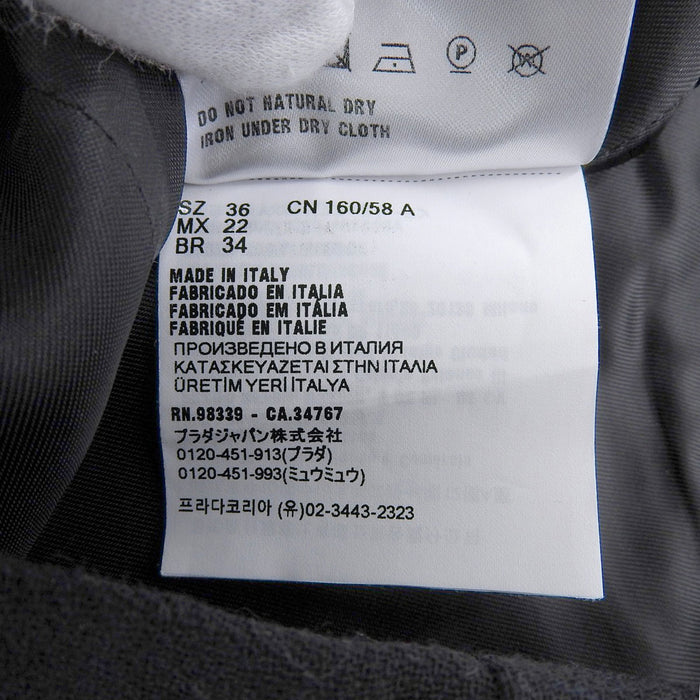 P
DO NOT NATURAL DRY
IRON UNDER DRY CLOTH
SZ 36 CN 160/58 A
MX 22
BR 34
MADE IN ITALY
FABRICADO EN ITALIA
FABRICADO EM ITÁLIA
FABRIQUÉ EN ITALIE
ПРОИЗВЕДЕНО В ИТАЛИЯ
ΚΑΤΑΣΚΕΥΑΖΕΤΑΙ ΣΤΗΝ ΙΤΑΛΙΑ
ÜRETİM YERİ İTALYA
RN.98339 - CA.34767
プラダジャパン株式会社
0120-451-913(プラダ)
0120-451-993(ミュウミュウ)
프라다코리아 (유)02-3443-2323